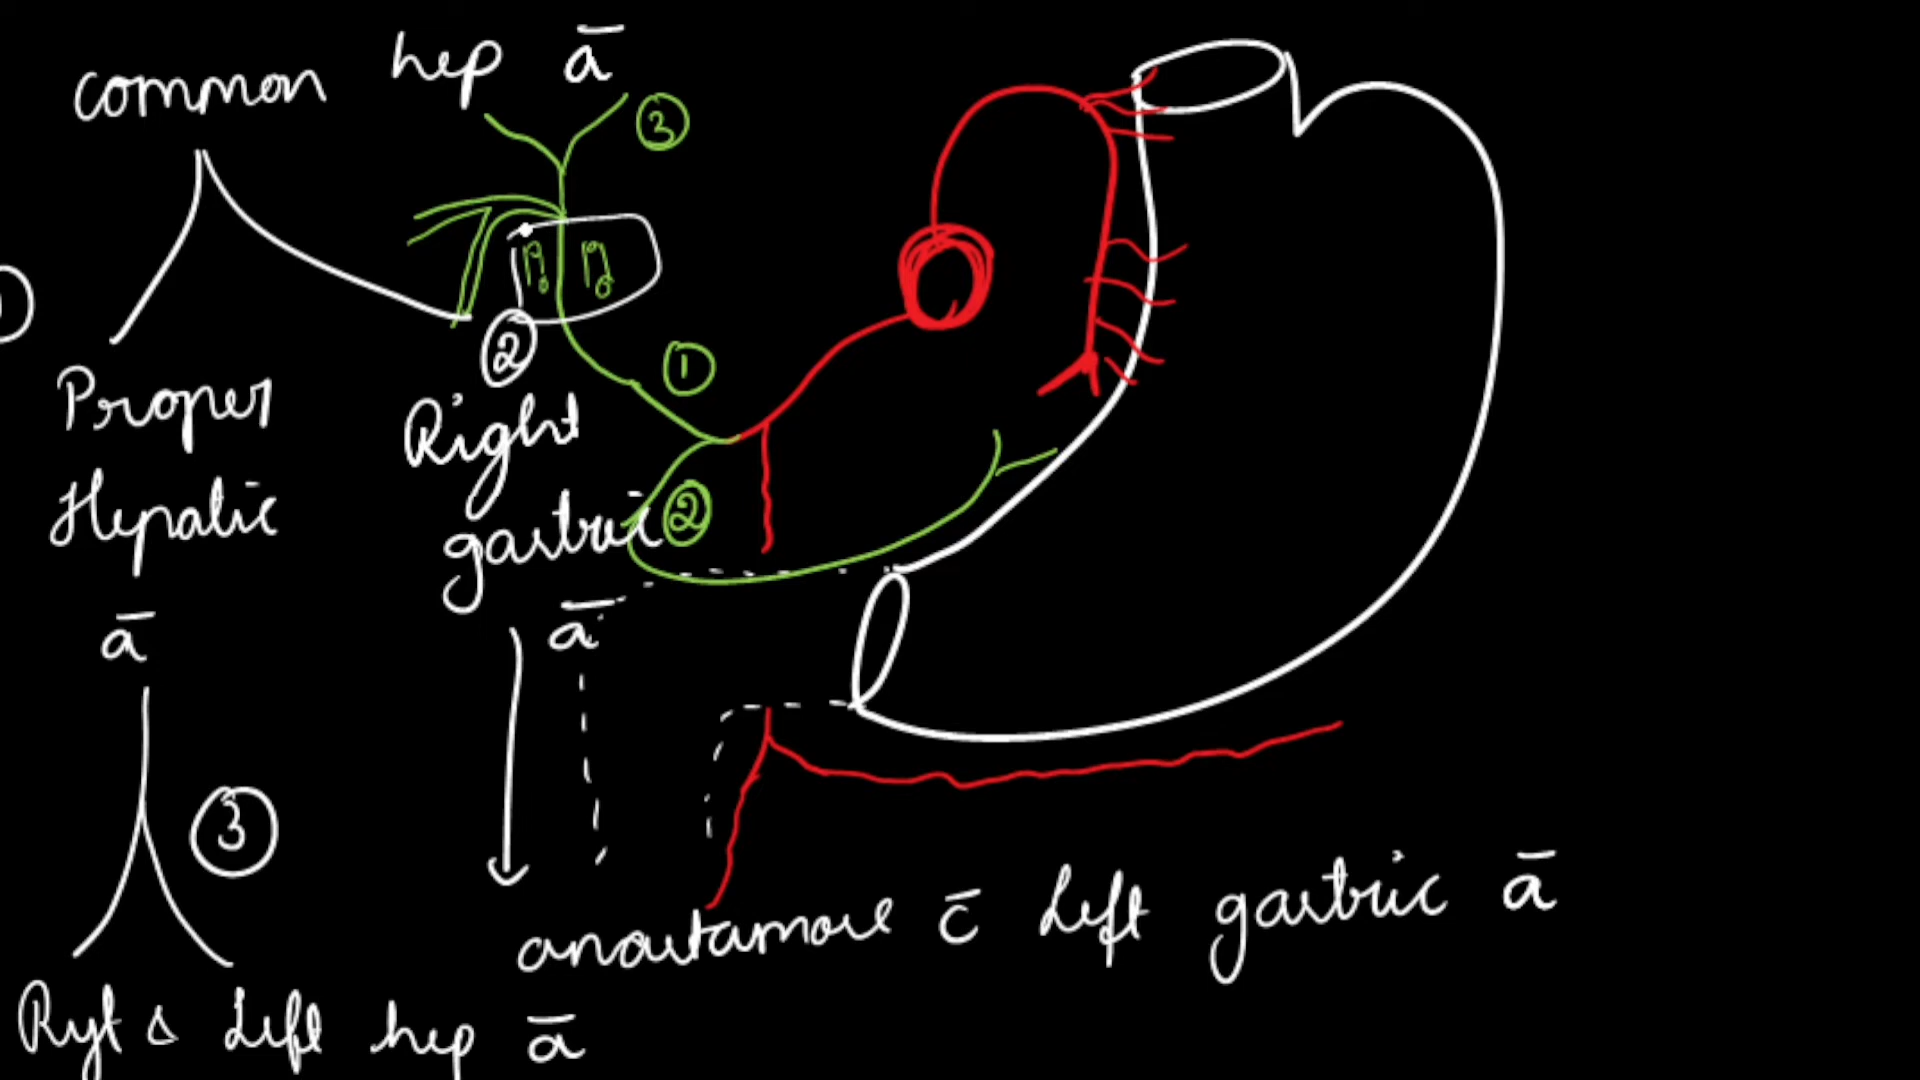 common hep ā
③
①
②
②
Proper
Hepatic
ā
Right
gastric
ā
③
anastamose c̄ Left gastric ā
Ryt & Left hep ā